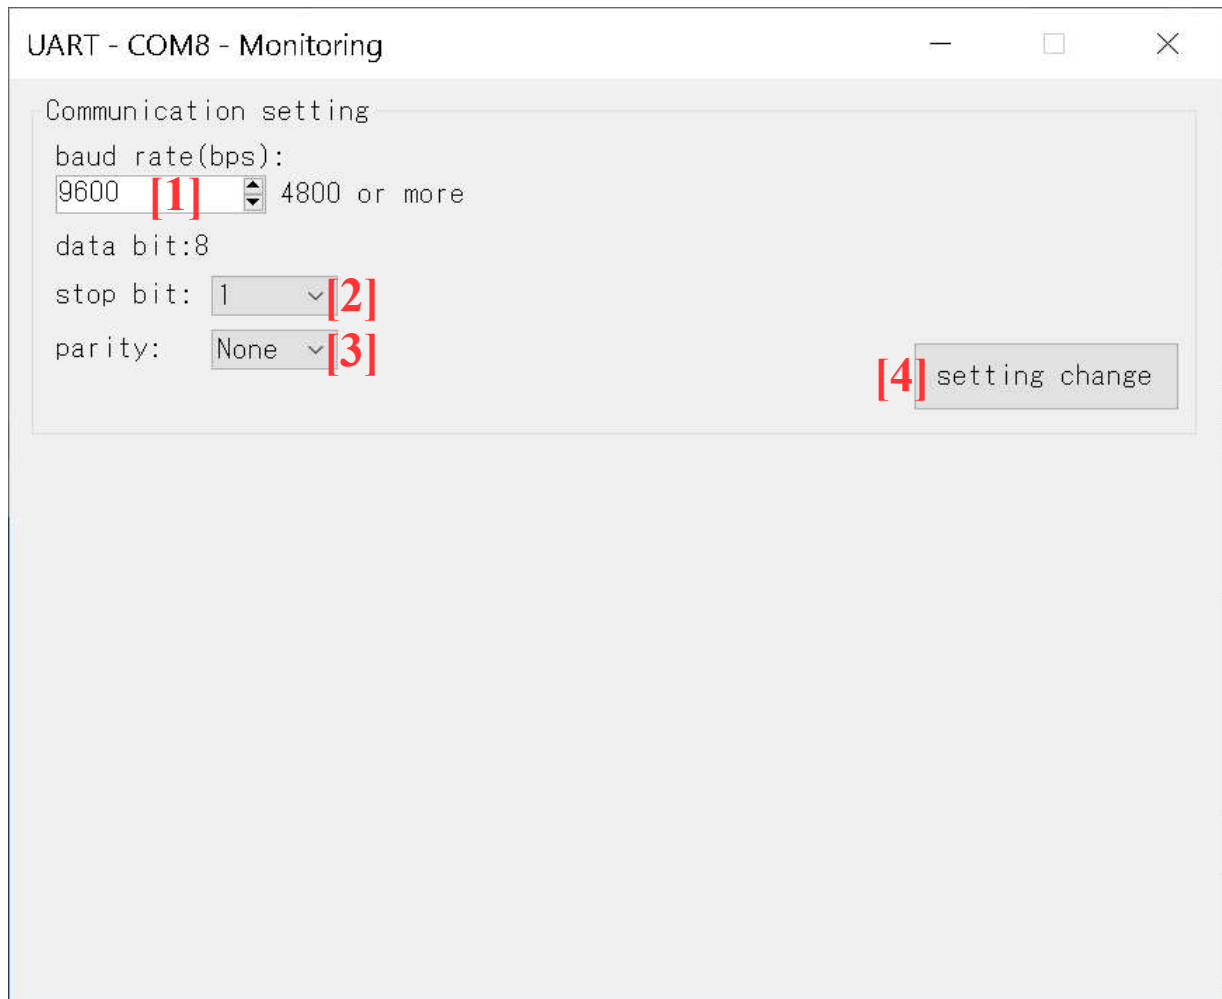 UART - COM8 - Monitoring
Communication setting
baud rate(bps):
9600 [1] 4800 or more
data bit:8
stop bit: 1 [2]
parity: None [3]
[4] setting change